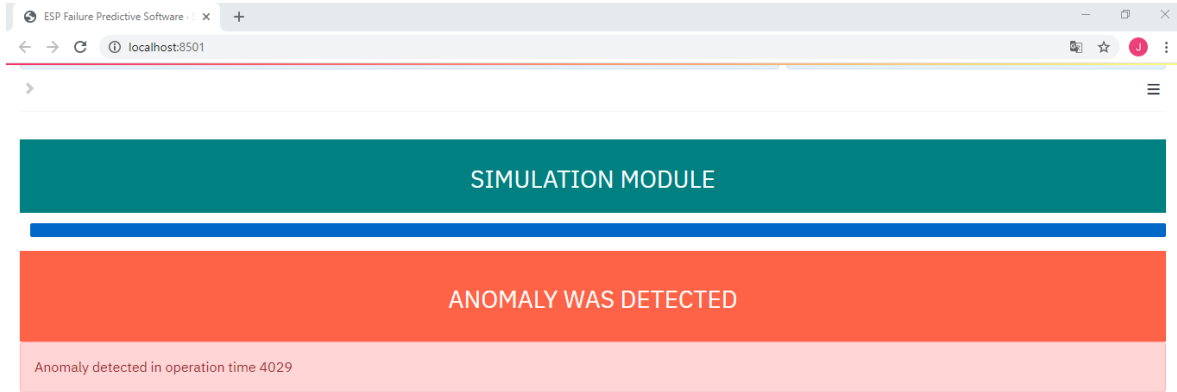 ESP Failure Predictive Software -
localhost:8501
J
SIMULATION MODULE
ANOMALY WAS DETECTED
Anomaly detected in operation time 4029